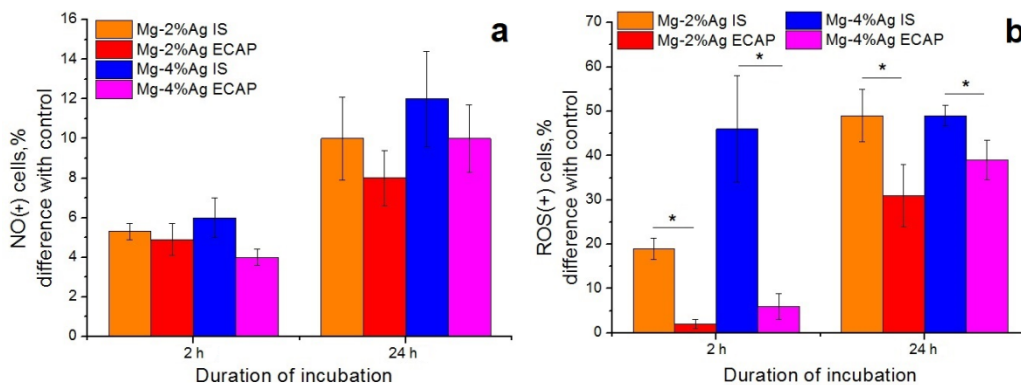 a
Mg-2%Ag IS
Mg-2%Ag ECAP
Mg-4%Ag IS
Mg-4%Ag ECAP
NO(+) cells,%
difference with control
14
12
10
8
6
4
2
0
2 h
24 h
Duration of incubation
b
Mg-2%Ag IS
Mg-4%Ag IS
Mg-2%Ag ECAP
Mg-4%Ag ECAP
ROS(+) cells,%
difference with control
70
60
50
40
30
20
10
0
*
*
*
*
2 h
24 h
Duration of incubation